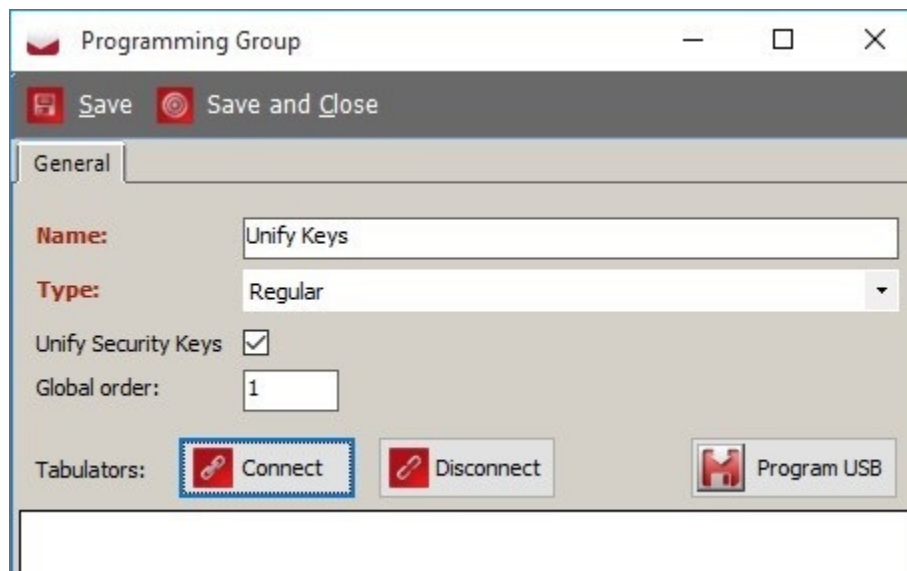 Programming Group
Save Save and Close
General
Name: Unify Keys
Type: Regular
Unify Security Keys
Global order: 1
Tabulators: Connect Disconnect Program USB